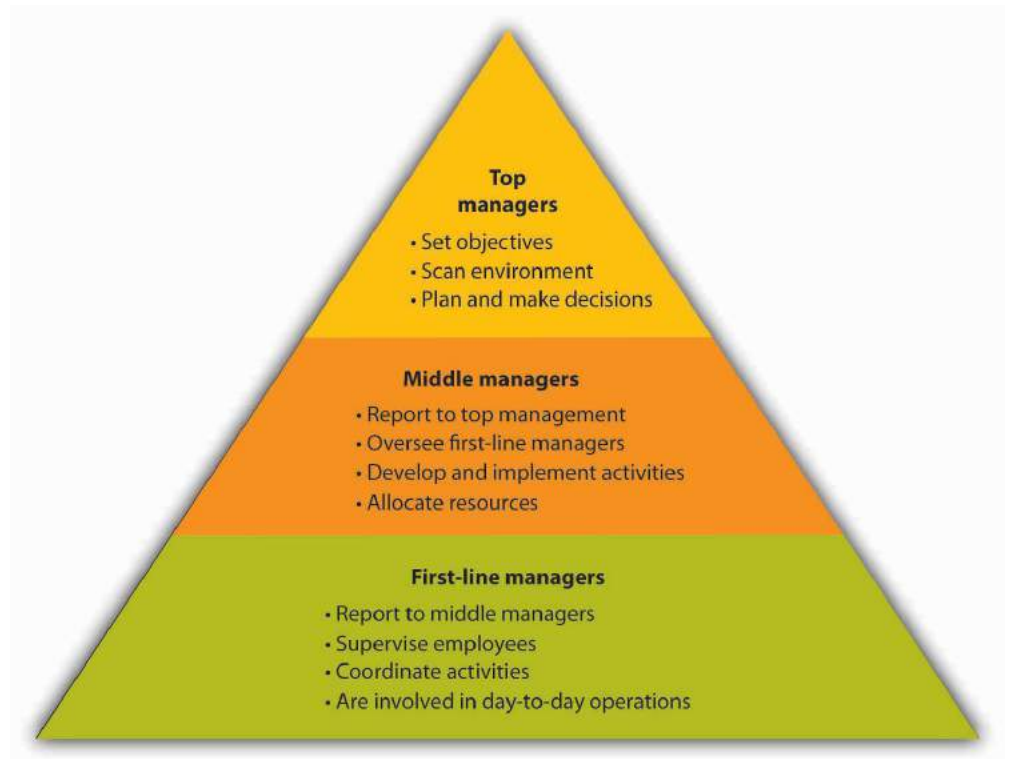 Top
managers
• Set objectives
• Scan environment
• Plan and make decisions
Middle managers
• Report to top management
• Oversee first-line managers
• Develop and implement activities
• Allocate resources
First-line managers
• Report to middle managers
• Supervise employees
• Coordinate activities
• Are involved in day-to-day operations